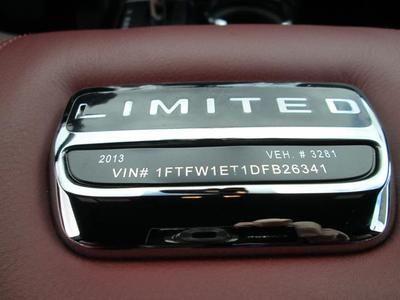 LIMITED
2013 VEH. # 3281
VIN# 1FTFW1ET1DFB26341